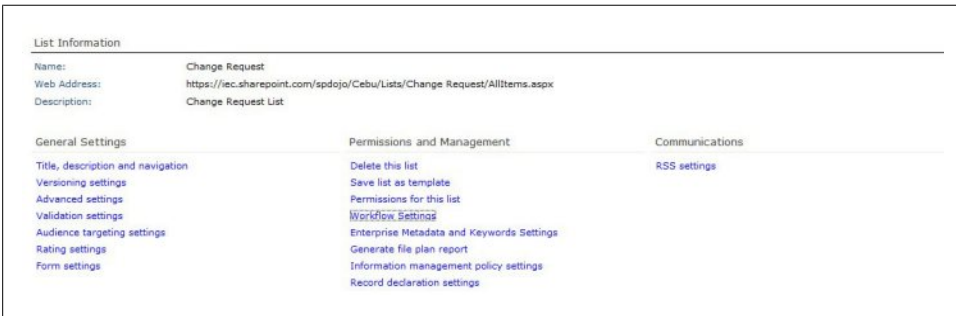 List Information
Name: Change Request
Web Address: https://iec.sharepoint.com/spdojo/Cebu/Lists/Change Request/AllItems.aspx
Description: Change Request List
General Settings
Title, description and navigation
Versioning settings
Advanced settings
Validation settings
Audience targeting settings
Rating settings
Form settings
Permissions and Management
Delete this list
Save list as template
Permissions for this list
Workflow Settings
Enterprise Metadata and Keywords Settings
Generate file plan report
Information management policy settings
Record declaration settings
Communications
RSS settings